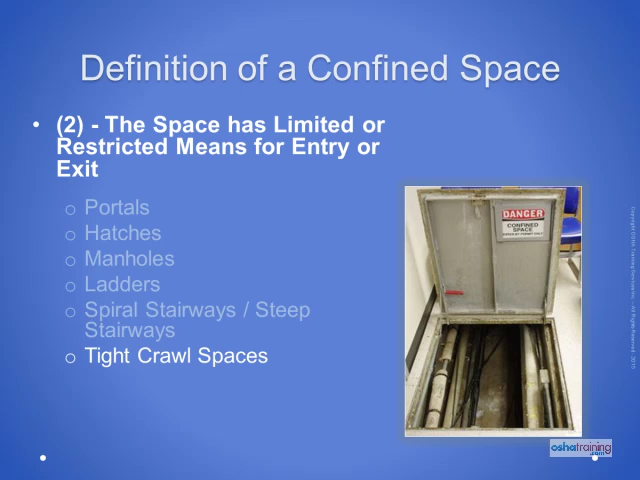 Definition of a Confined Space
• (2) - The Space has Limited or
Restricted Means for Entry or
Exit
o Portals
o Hatches
o Manholes
o Ladders
o Spiral Stairways / Steep
Stairways
o Tight Crawl Spaces
DANGER
CONFINED
SPACE
oshatraining
.com